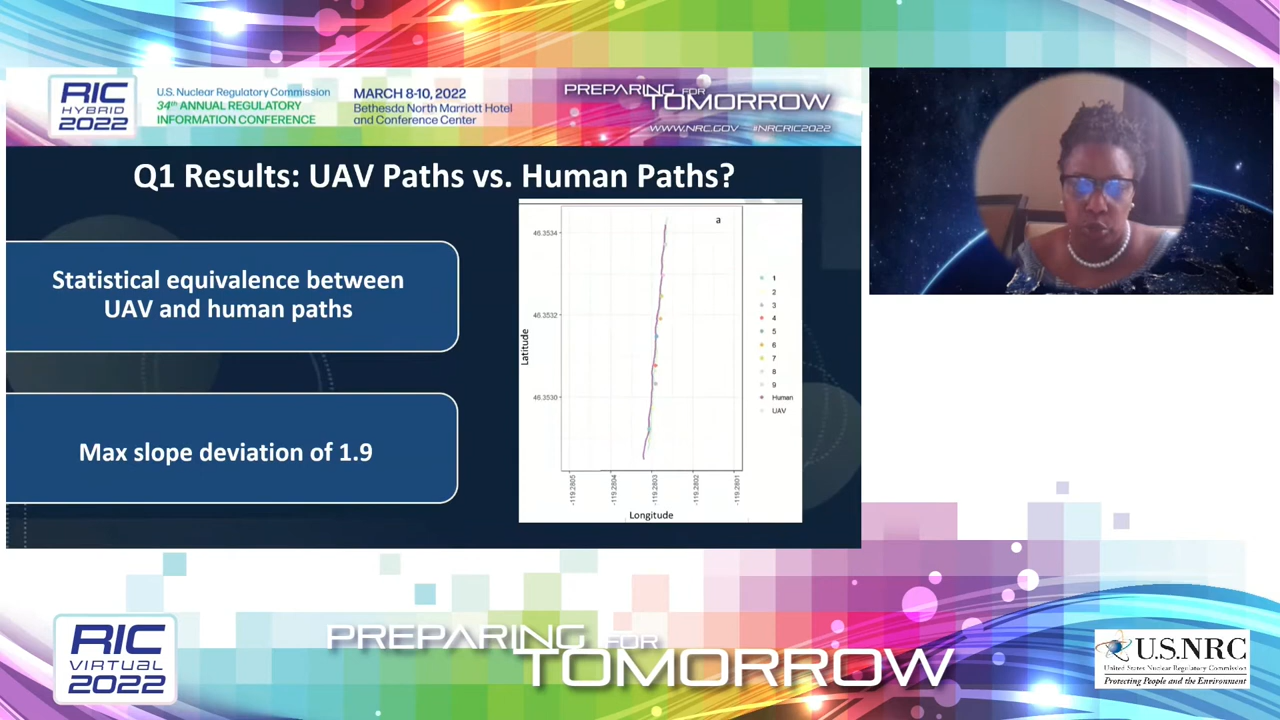 RIC
HYBRID
2022
U.S. Nuclear Regulatory Commission
34th ANNUAL REGULATORY
INFORMATION CONFERENCE
MARCH 8-10, 2022
Bethesda North Marriott Hotel
and Conference Center
PREPARING FOR
TOMORROW
WWW.NRC.GOV #NRCRIC2022
Q1 Results: UAV Paths vs. Human Paths?
Statistical equivalence between
UAV and human paths
Max slope deviation of 1.9
a
46.3534
46.3532
46.3530
Latitude
-119.2805
-119.2804
-119.2803
-119.2802
-119.2801
Longitude
1
2
3
4
5
6
7
8
9
Human
UAV
RIC
VIRTUAL
2022
PREPARING FOR
TOMORROW
U.S.NRC
United States Nuclear Regulatory Commission
Protecting People and the Environment